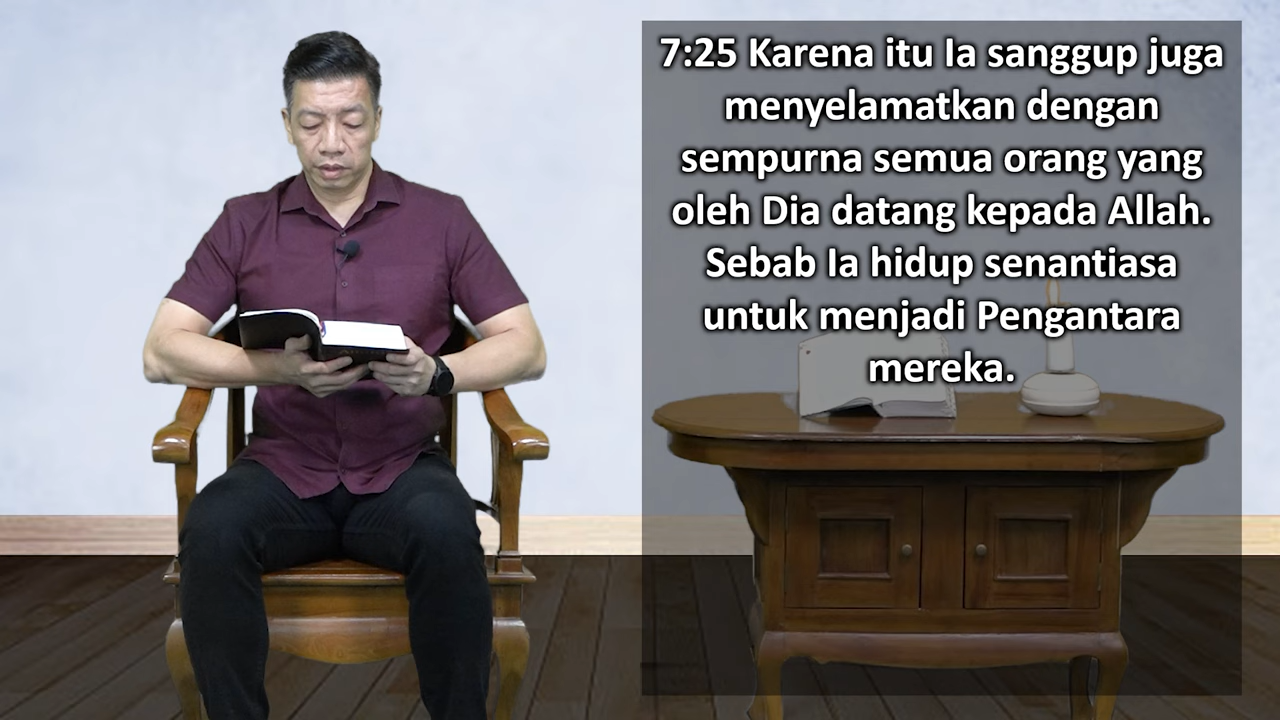 7:25 Karena itu Ia sanggup juga
menyelamatkan dengan
sempurna semua orang yang
oleh Dia datang kepada Allah.
Sebab Ia hidup senantiasa
untuk menjadi Pengantara
mereka.